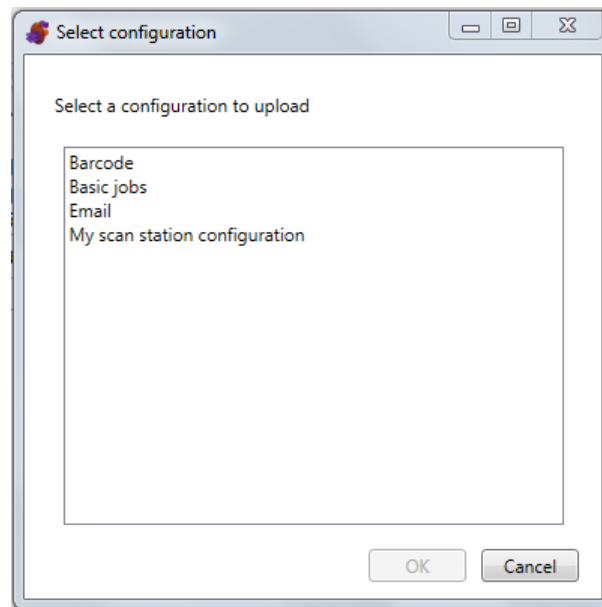 Select configuration
Select a configuration to upload
Barcode
Basic jobs
Email
My scan station configuration
OK
Cancel